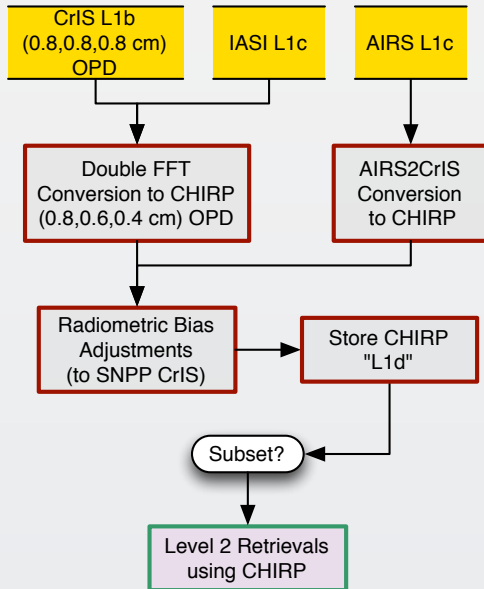 CrIS L1b
(0.8,0.8,0.8 cm)
OPD
IASI L1c
AIRS L1c
Double FFT
Conversion to CHIRP
(0.8,0.6,0.4 cm) OPD
AIRS2CrIS
Conversion
to CHIRP
Radiometric Bias
Adjustments
(to SNPP CrIS)
Store CHIRP
"L1d"
Subset?
Level 2 Retrievals
using CHIRP